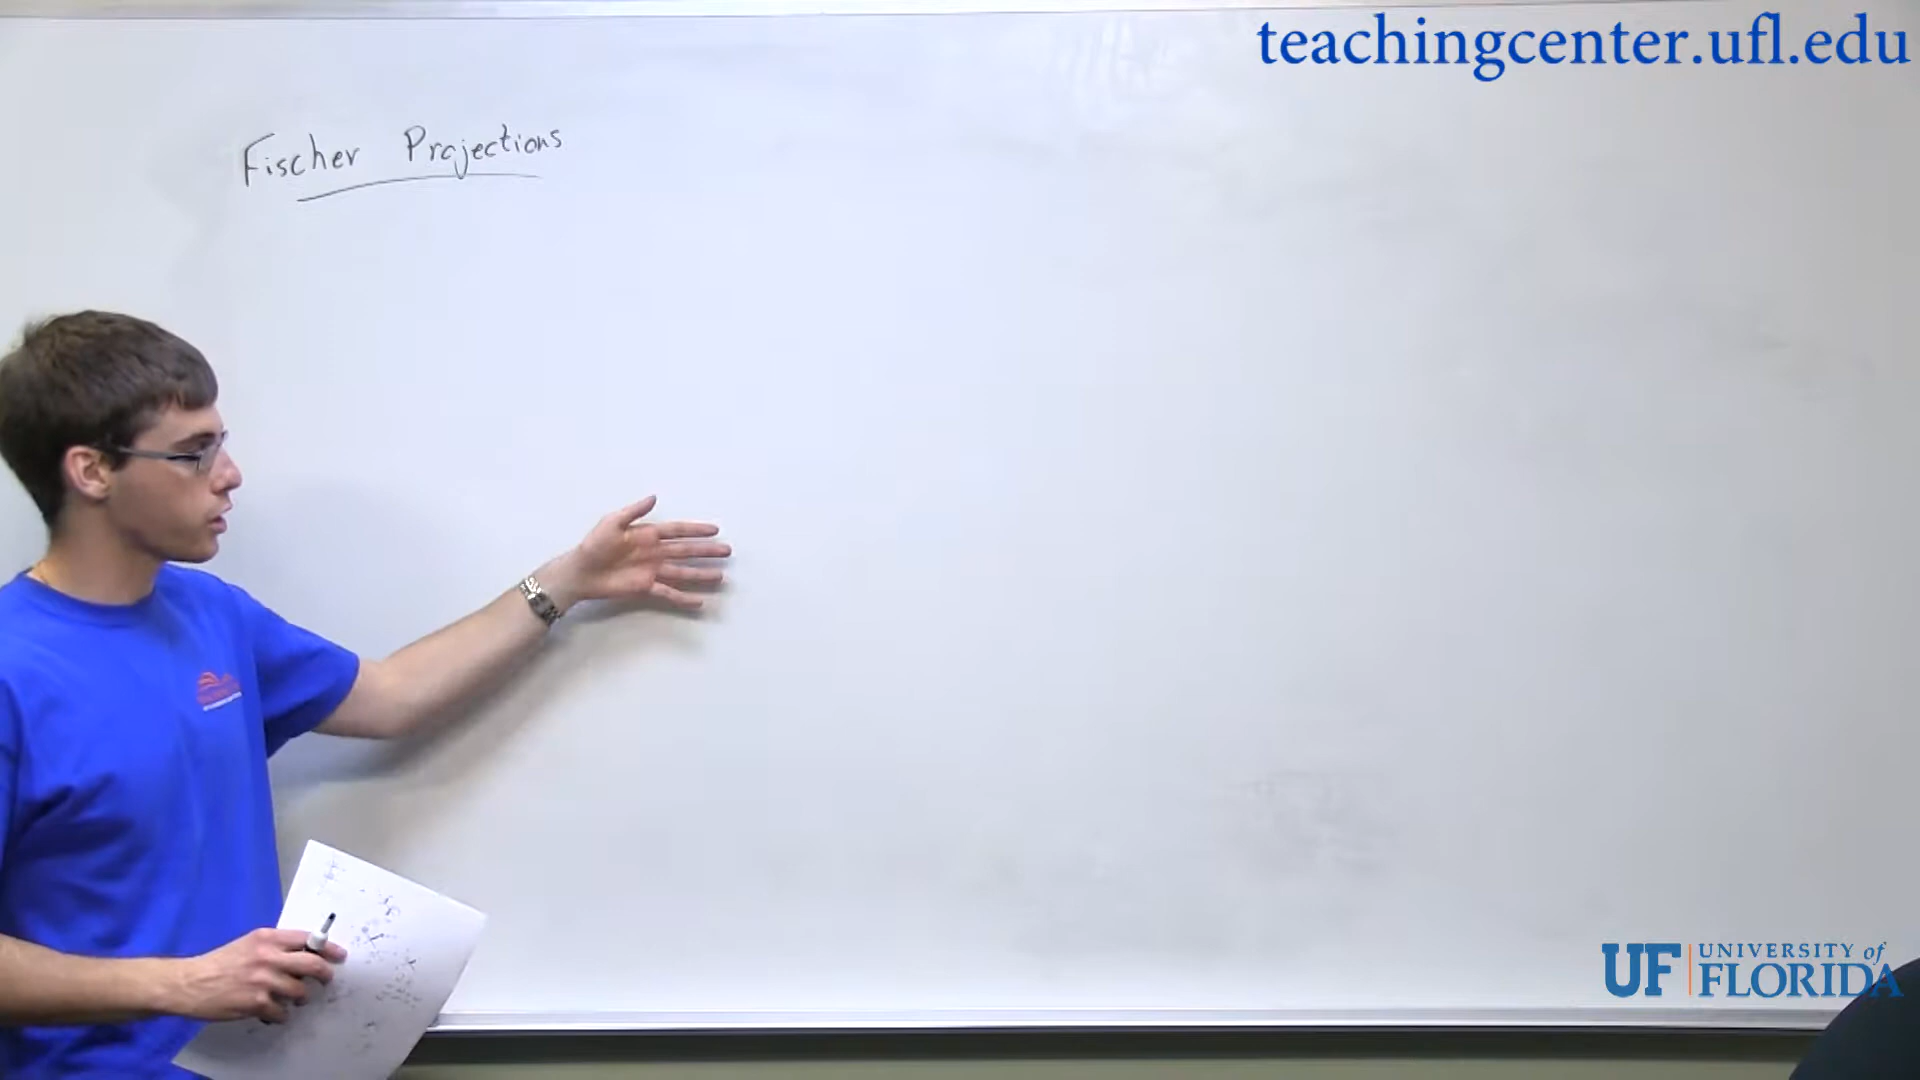 teachingcenter.ufl.edu
Fischer Projections
UF UNIVERSITY of
FLORIDA